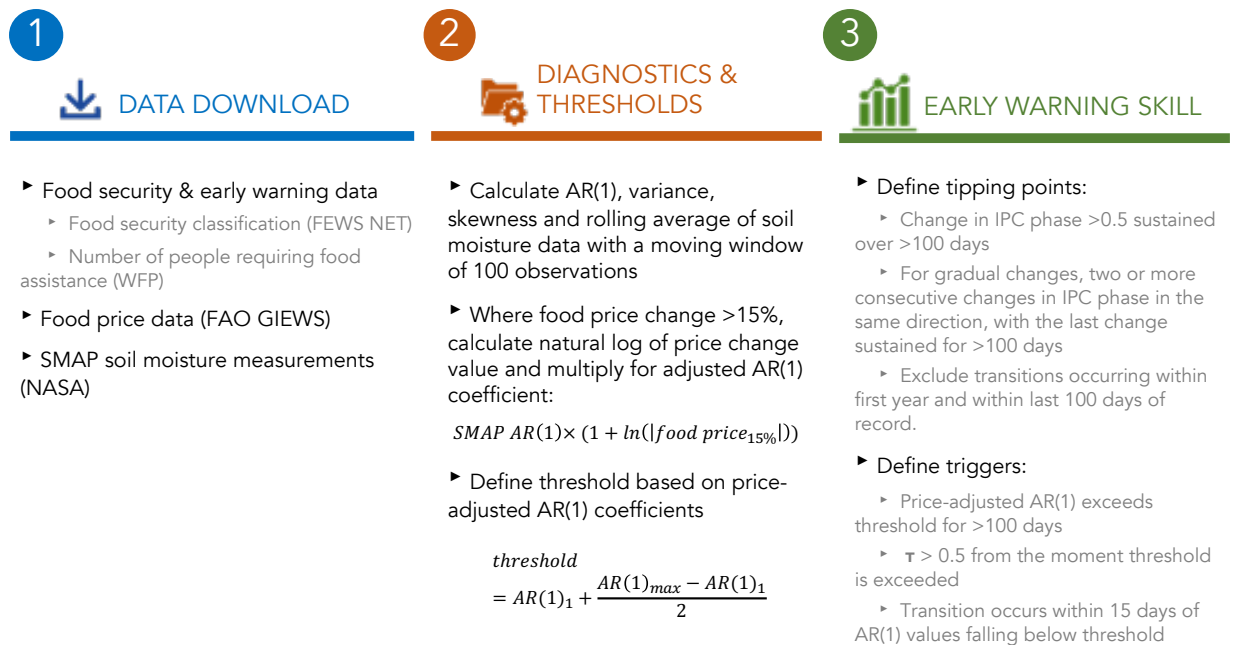 1
DATA DOWNLOAD
‣ Food security & early warning data
‣ Food security classification (FEWS NET)
‣ Number of people requiring food
assistance (WFP)
‣ Food price data (FAO GIEWS)
‣ SMAP soil moisture measurements
(NASA)
2
DIAGNOSTICS &
THRESHOLDS
‣ Calculate AR(1), variance,
skewness and rolling average of soil
moisture data with a moving window
of 100 observations
‣ Where food price change >15%,
calculate natural log of price change
value and multiply for adjusted AR(1)
coefficient:
SMAP AR(1)× (1 + ln(|food price₁₅%|))
‣ Define threshold based on price-
adjusted AR(1) coefficients
threshold
= AR(1)₁ + (AR(1)max − AR(1)₁) / 2
3
EARLY WARNING SKILL
‣ Define tipping points:
‣ Change in IPC phase >0.5 sustained
over >100 days
‣ For gradual changes, two or more
consecutive changes in IPC phase in the
same direction, with the last change
sustained for >100 days
‣ Exclude transitions occurring within
first year and within last 100 days of
record.
‣ Define triggers:
‣ Price-adjusted AR(1) exceeds
threshold for >100 days
‣ τ > 0.5 from the moment threshold
is exceeded
‣ Transition occurs within 15 days of
AR(1) values falling below threshold